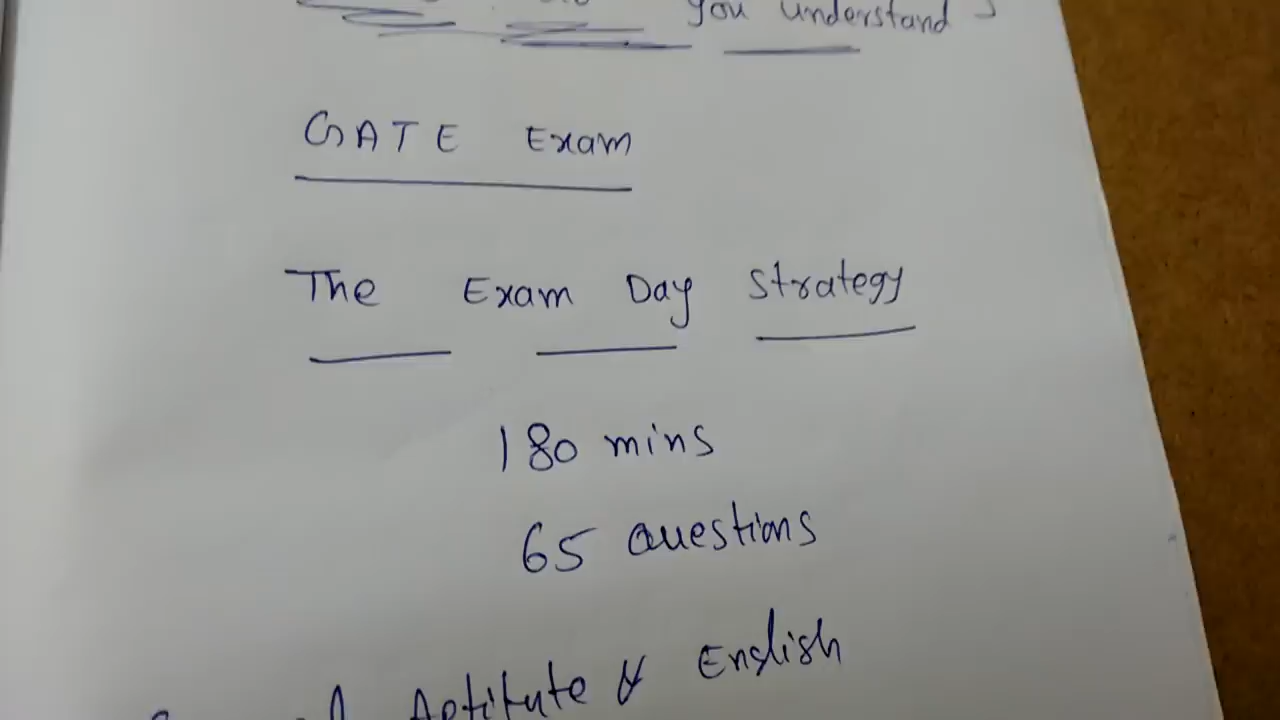 you understand
GATE Exam
The Exam Day Strategy
180 mins
65 Questions
Aptitute & English